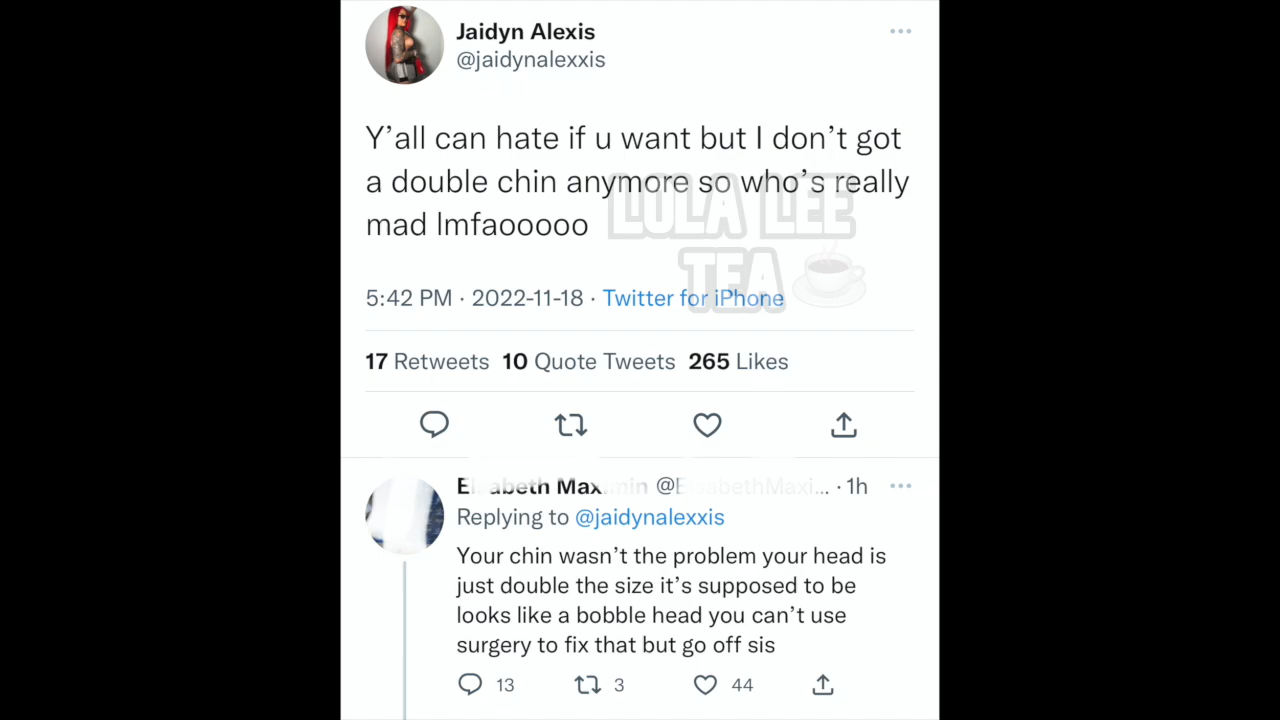 Jaidyn Alexis
@jaidynalexxis
Y’all can hate if u want but I don’t got
a double chin anymore so who’s really
mad lmfaooooo
LULA LEE
TEA
5:42 PM · 2022-11-18 · Twitter for iPhone
17 Retweets 10 Quote Tweets 265 Likes
· 1h
Replying to @jaidynalexxis
Your chin wasn’t the problem your head is
just double the size it’s supposed to be
looks like a bobble head you can’t use
surgery to fix that but go off sis
13 3 44